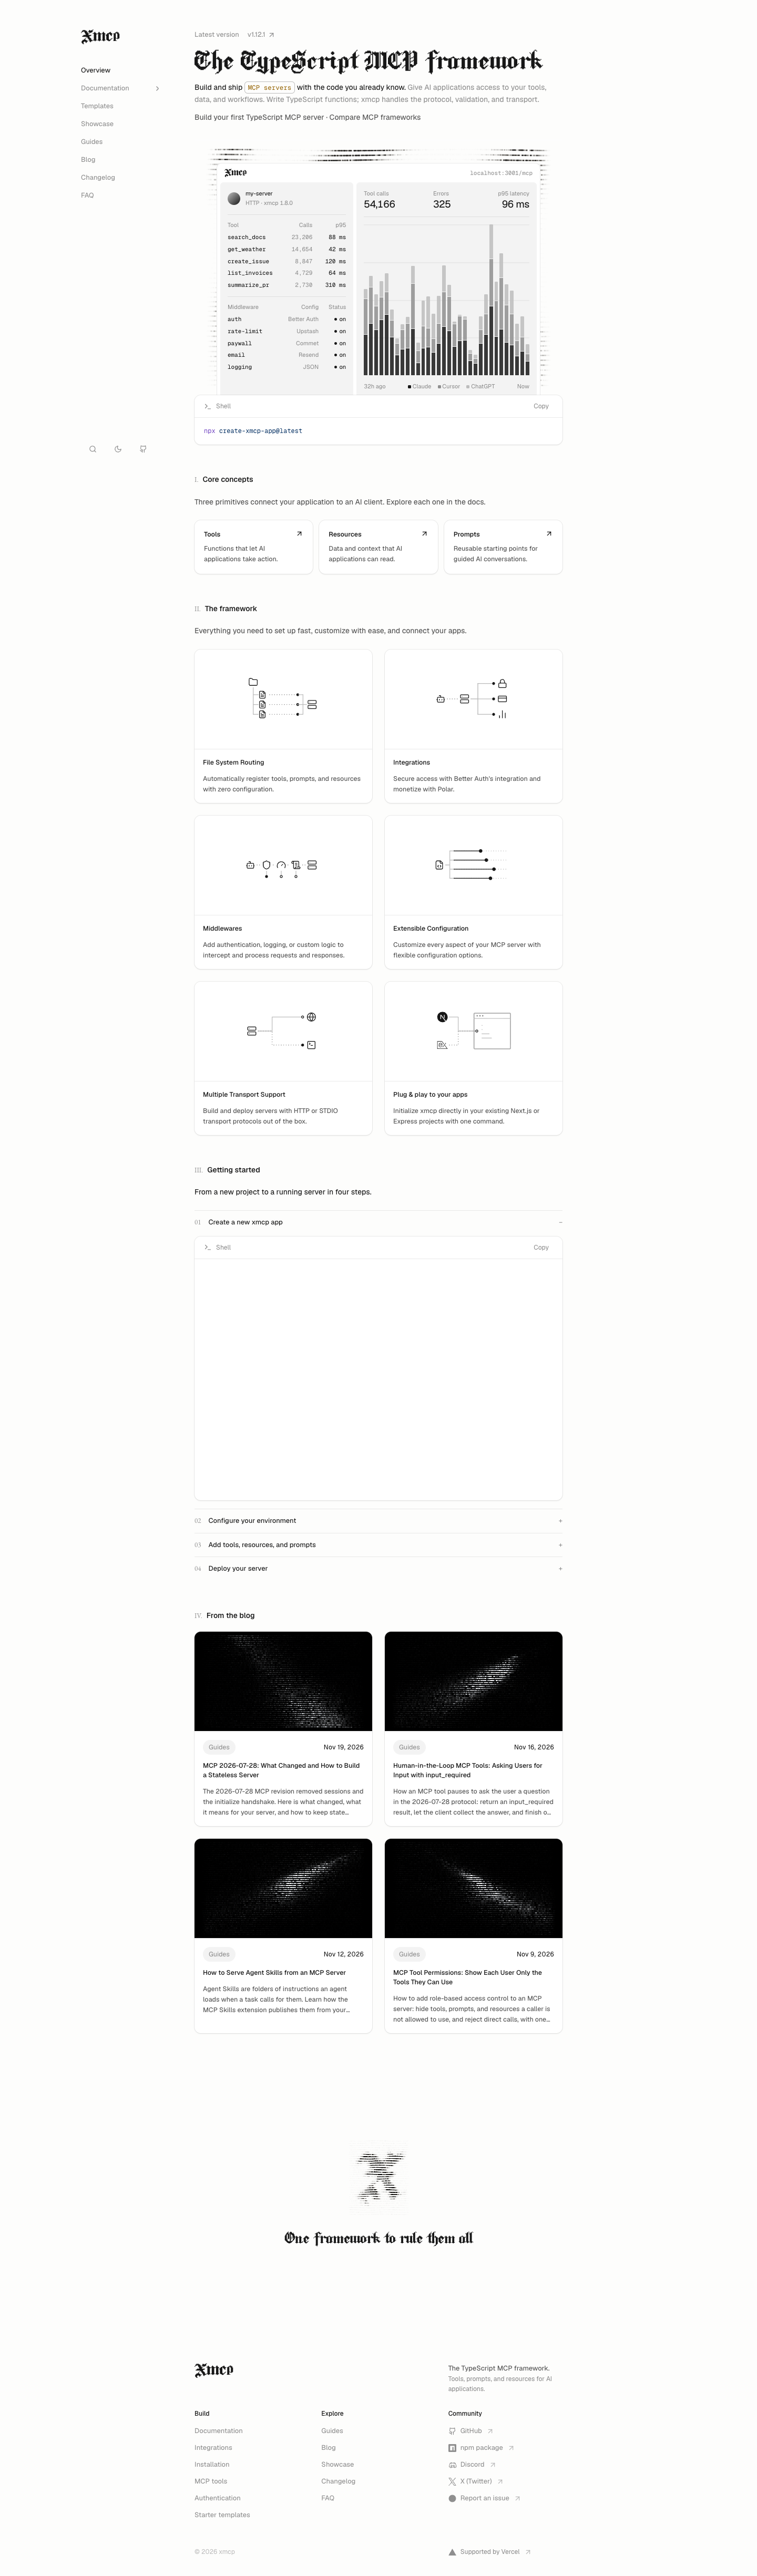 Xmcp
Overview
Documentation
Templates
Showcase
Guides
Blog
Changelog
FAQ
Latest version v1.12.1
The TypeScript MCP framework
Build and ship MCP servers with the code you already know. Give AI applications access to your tools,
data, and workflows. Write TypeScript functions; xmcp handles the protocol, validation, and transport.
Build your first TypeScript MCP server · Compare MCP frameworks
Xmcp
localhost:3001/mcp
my-server
HTTP · xmcp 1.8.0
Tool Calls p95
search_docs 23,206 88 ms
get_weather 14,654 42 ms
create_issue 8,847 120 ms
list_invoices 4,729 64 ms
summarize_pr 2,730 310 ms
Middleware Config Status
auth Better Auth on
rate-limit Upstash on
paywall Commet on
email Resend on
logging JSON on
Tool calls Errors p95 latency
54,166 325 96 ms
32h ago Claude Cursor ChatGPT Now
Shell Copy
npx create-xmcp-app@latest
I. Core concepts
Three primitives connect your application to an AI client. Explore each one in the docs.
Tools
Functions that let AI
applications take action.
Resources
Data and context that AI
applications can read.
Prompts
Reusable starting points for
guided AI conversations.
II. The framework
Everything you need to set up fast, customize with ease, and connect your apps.
File System Routing
Automatically register tools, prompts, and resources
with zero configuration.
Integrations
Secure access with Better Auth's integration and
monetize with Polar.
Middlewares
Add authentication, logging, or custom logic to
intercept and process requests and responses.
Extensible Configuration
Customize every aspect of your MCP server with
flexible configuration options.
Multiple Transport Support
Build and deploy servers with HTTP or STDIO
transport protocols out of the box.
Plug & play to your apps
Initialize xmcp directly in your existing Next.js or
Express projects with one command.
III. Getting started
From a new project to a running server in four steps.
01 Create a new xmcp app −
Shell Copy
02 Configure your environment +
03 Add tools, resources, and prompts +
04 Deploy your server +
IV. From the blog
Guides Nov 19, 2026
MCP 2026-07-28: What Changed and How to Build
a Stateless Server
The 2026-07-28 MCP revision removed sessions and
the initialize handshake. Here is what changed, what
it means for your server, and how to keep state…
Guides Nov 16, 2026
Human-in-the-Loop MCP Tools: Asking Users for
Input with input_required
How an MCP tool pauses to ask the user a question
in the 2026-07-28 protocol: return an input_required
result, let the client collect the answer, and finish o…
Guides Nov 12, 2026
How to Serve Agent Skills from an MCP Server
Agent Skills are folders of instructions an agent
loads when a task calls for them. Learn how the
MCP Skills extension publishes them from your…
Guides Nov 9, 2026
MCP Tool Permissions: Show Each User Only the
Tools They Can Use
How to add role-based access control to an MCP
server: hide tools, prompts, and resources a caller is
not allowed to use, and reject direct calls, with one…
X
One framework to rule them all
Xmcp
The TypeScript MCP framework.
Tools, prompts, and resources for AI
applications.
Build
Documentation
Integrations
Installation
MCP tools
Authentication
Starter templates
Explore
Guides
Blog
Showcase
Changelog
FAQ
Community
GitHub
npm package
Discord
X (Twitter)
Report an issue
© 2026 xmcp
Supported by Vercel